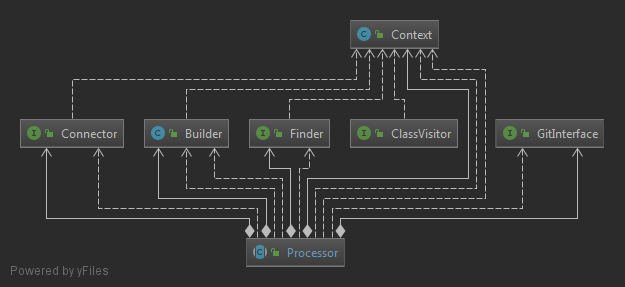 C Context
I Connector
C Builder
I Finder
I ClassVisitor
I GitInterface
C Processor
Powered by yFiles